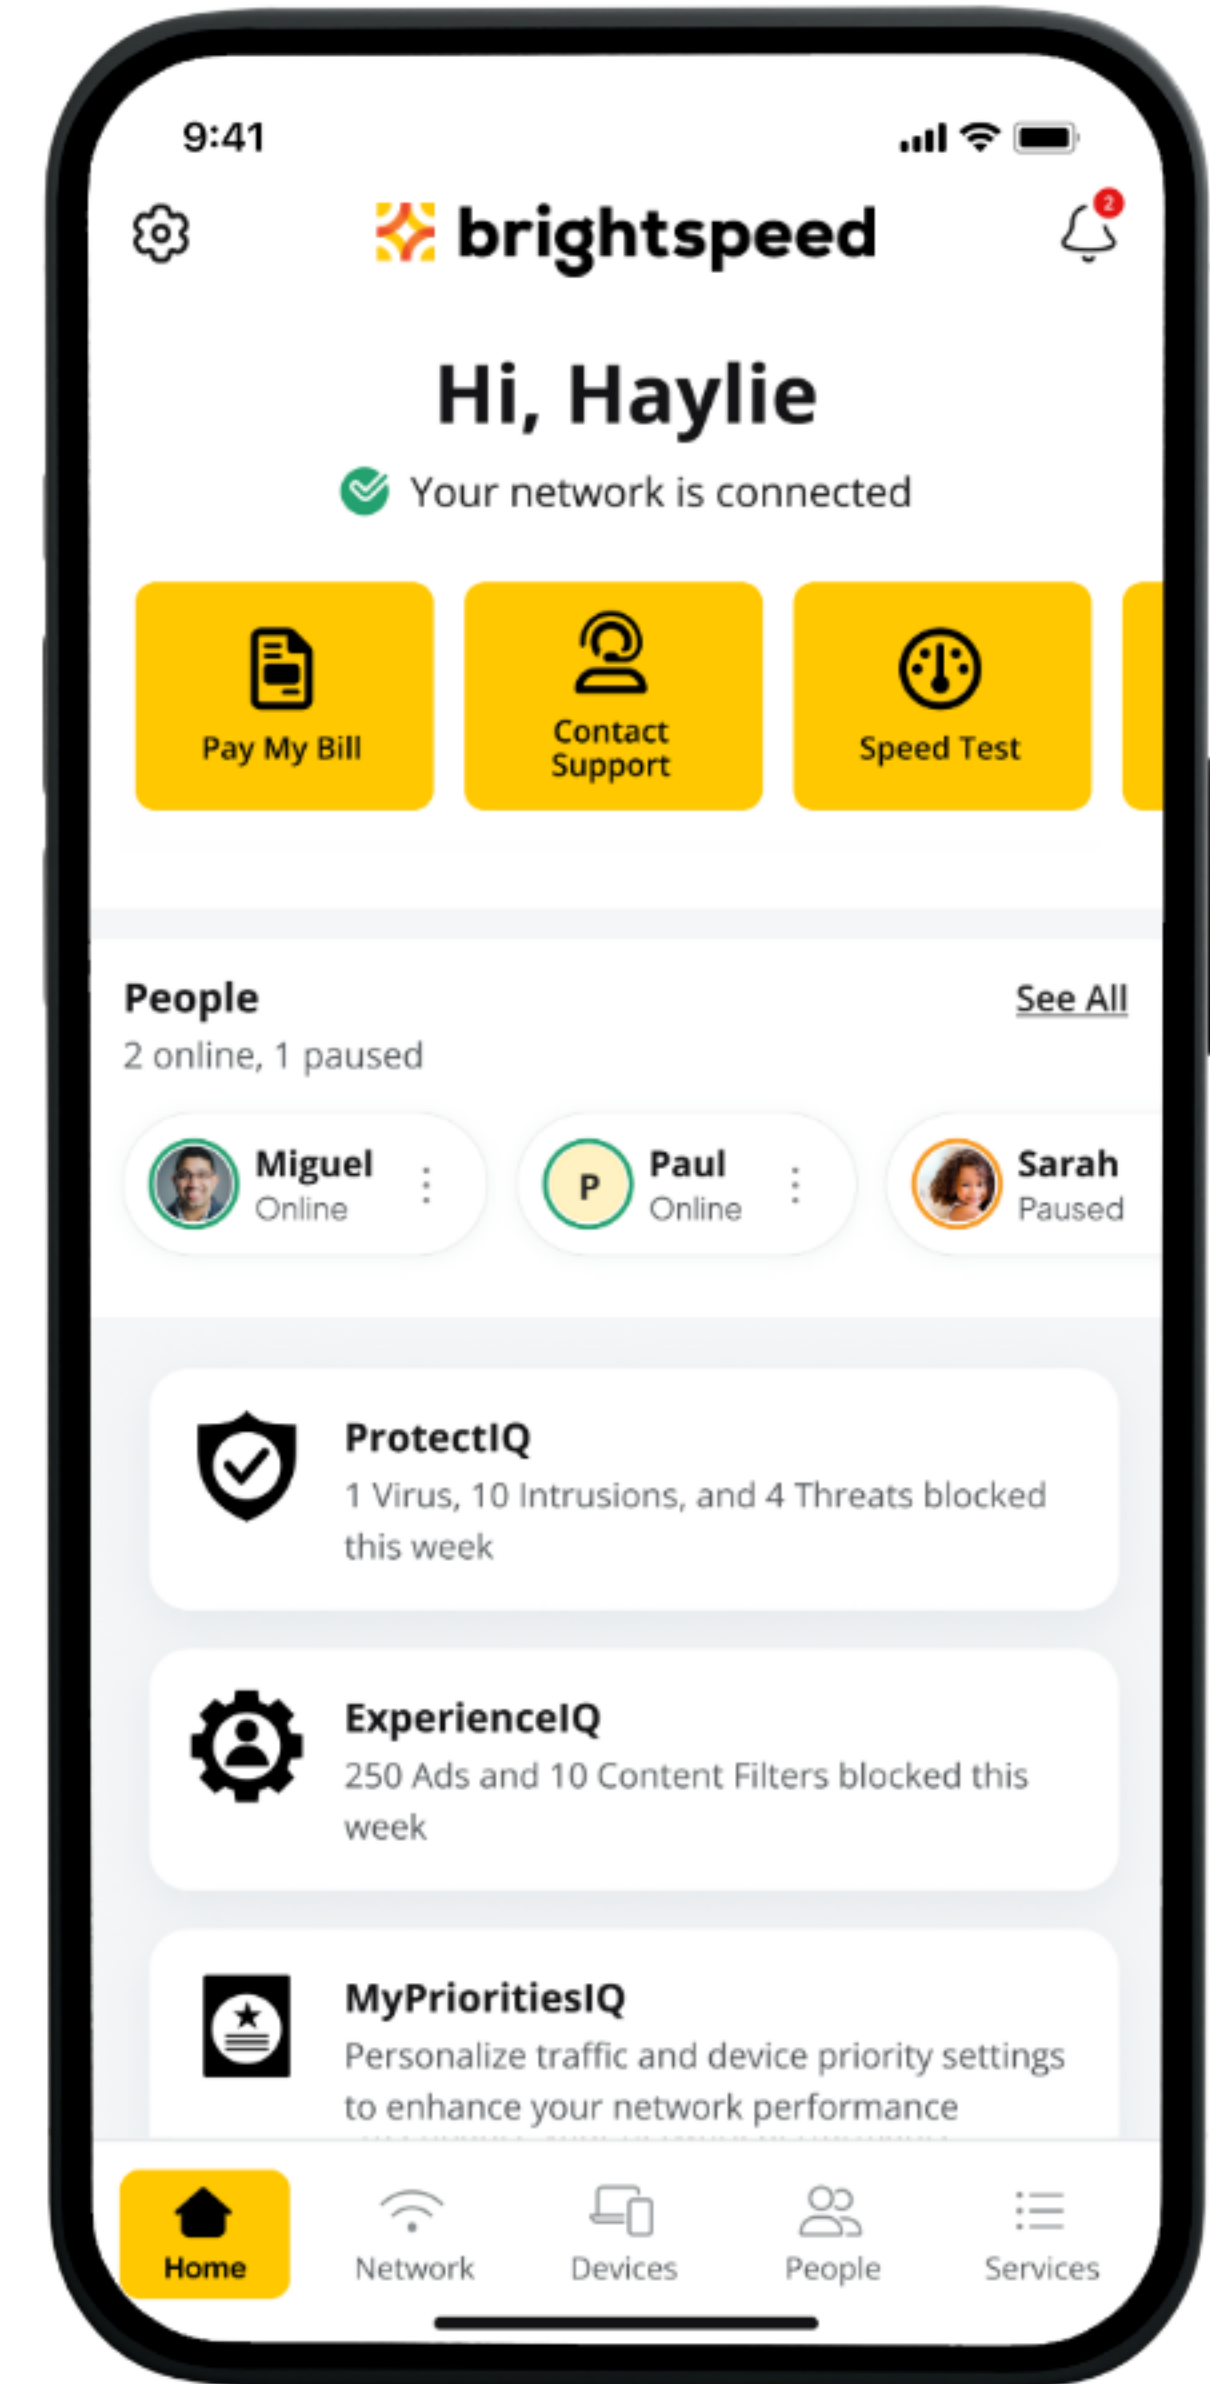 9:41
brightspeed
2
Hi, Haylie
Your network is connected
Pay My Bill
Contact
Support
Speed Test
People
See All
2 online, 1 paused
Miguel
Online
P
Paul
Online
Sarah
Paused
ProtectIQ
1 Virus, 10 Intrusions, and 4 Threats blocked
this week
ExperienceIQ
250 Ads and 10 Content Filters blocked this
week
MyPrioritiesIQ
Personalize traffic and device priority settings
to enhance your network performance
Home
Network
Devices
People
Services